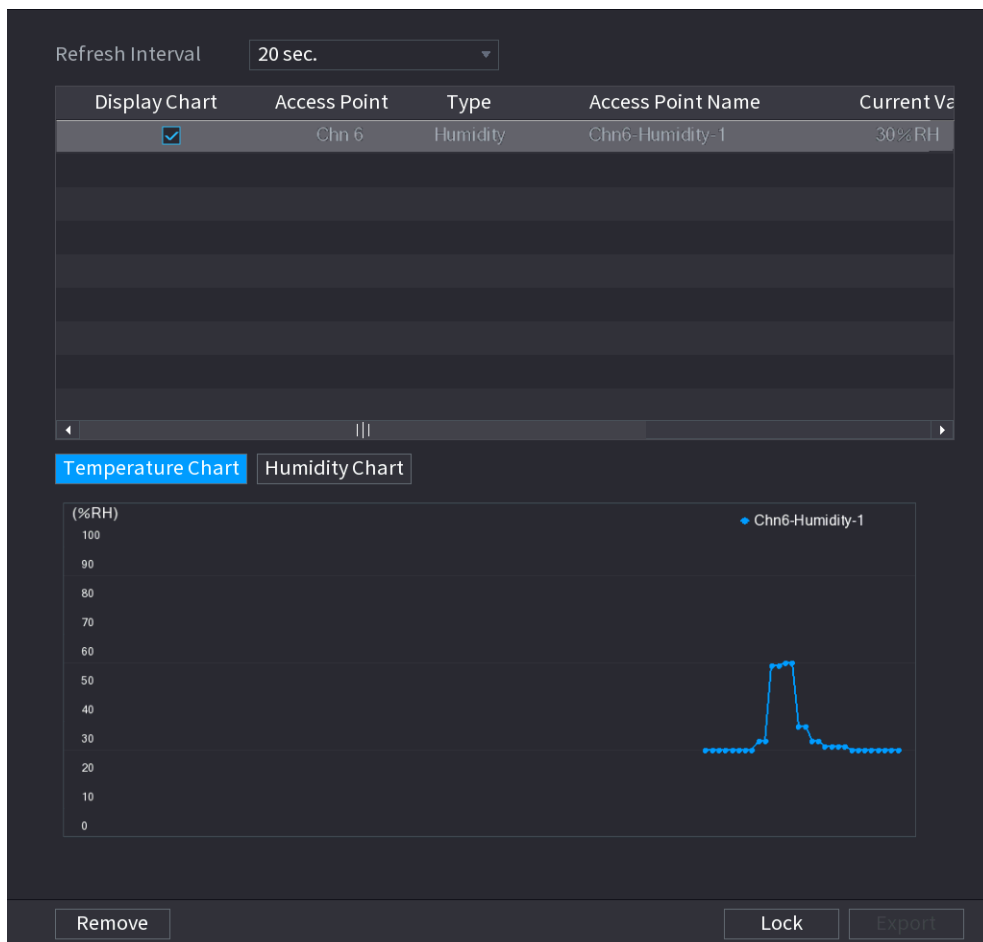 Refresh Interval 20 sec.
Display Chart Access Point Type Access Point Name Current Va
Chn 6 Humidity Chn6-Humidity-1 30%RH
Temperature Chart Humidity Chart
(%RH)
Chn6-Humidity-1
100
90
80
70
60
50
40
30
20
10
0
Remove Lock Export